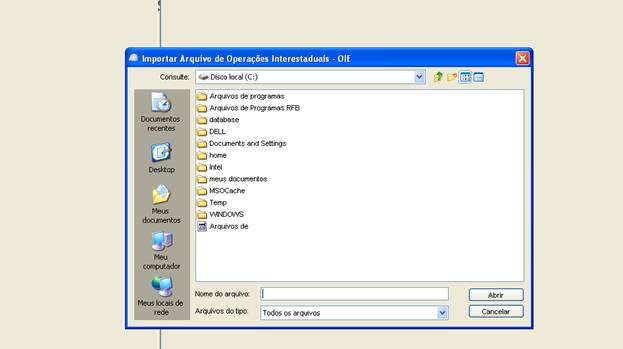 Importar Arquivo de Operações Interestaduais - OIE
Consulte:
Disco local (C:)
Documentos
recentes
Desktop
Meus
documentos
Meu
computador
Meus locais de
rede
Arquivos de programas
Arquivos de Programas RFB
database
DELL
Documents and Settings
home
Intel
meus documentos
MSOCache
Temp
WINDOWS
Arquivos de
Nome do arquivo:
Abrir
Arquivos do tipo:
Todos os arquivos
Cancelar